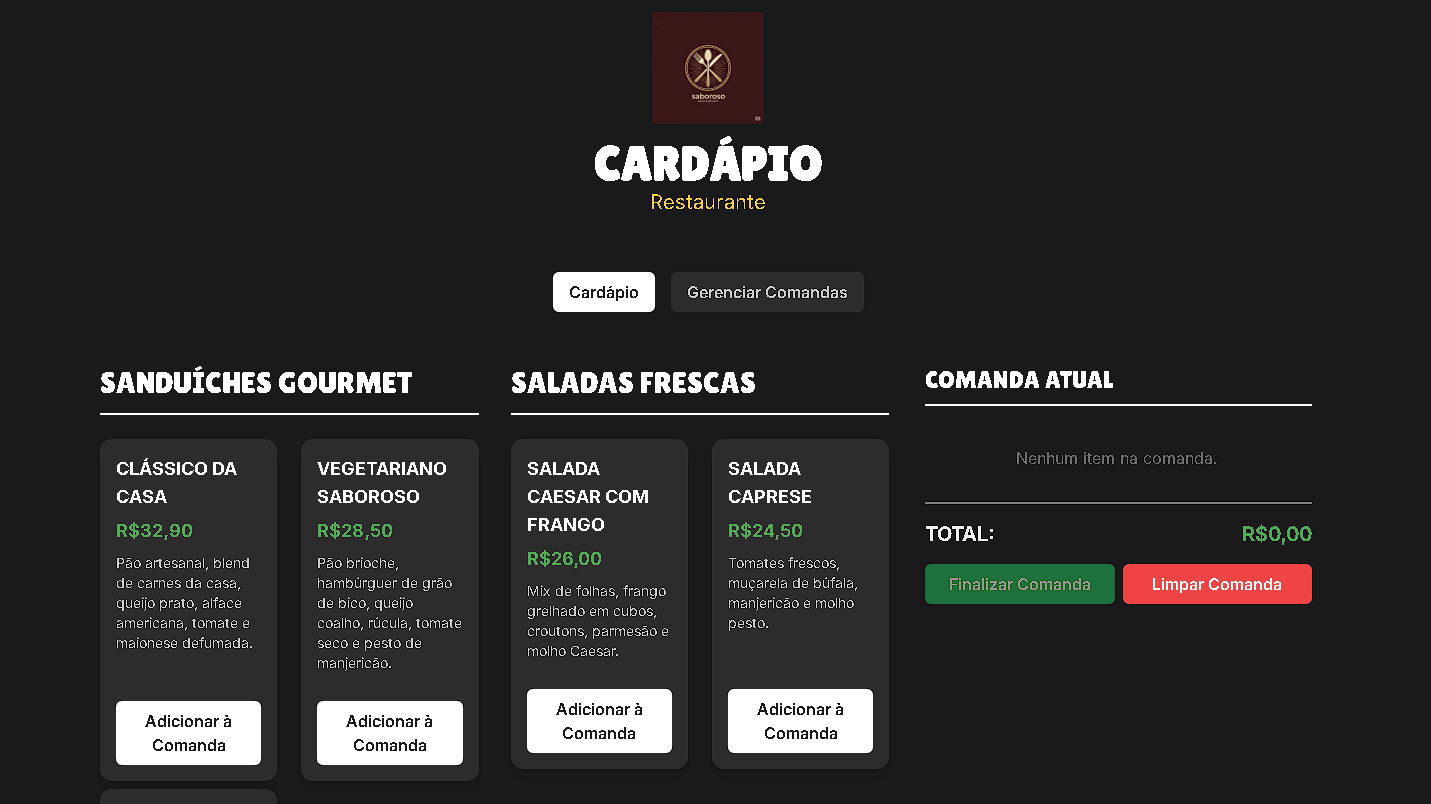 saboroso
CARDÁPIO
Restaurante
Cardápio
Gerenciar Comandas
SANDUÍCHES GOURMET
CLÁSSICO DA
CASA
R$32,90
Pão artesanal, blend
de carnes da casa,
queijo prato, alface
americana, tomate e
maionese defumada.
Adicionar à
Comanda
VEGETARIANO
SABOROSO
R$28,50
Pão brioche,
hambúrguer de grão
de bico, queijo
coalho, rúcula, tomate
seco e pesto de
manjericão.
Adicionar à
Comanda
SALADAS FRESCAS
SALADA
CAESAR COM
FRANGO
R$26,00
Mix de folhas, frango
grelhado em cubos,
croutons, parmesão e
molho Caesar.
Adicionar à
Comanda
SALADA
CAPRESE
R$24,50
Tomates frescos,
muçarela de búfala,
manjericão e molho
pesto.
Adicionar à
Comanda
COMANDA ATUAL
Nenhum item na comanda.
TOTAL:
R$0,00
Finalizar Comanda
Limpar Comanda